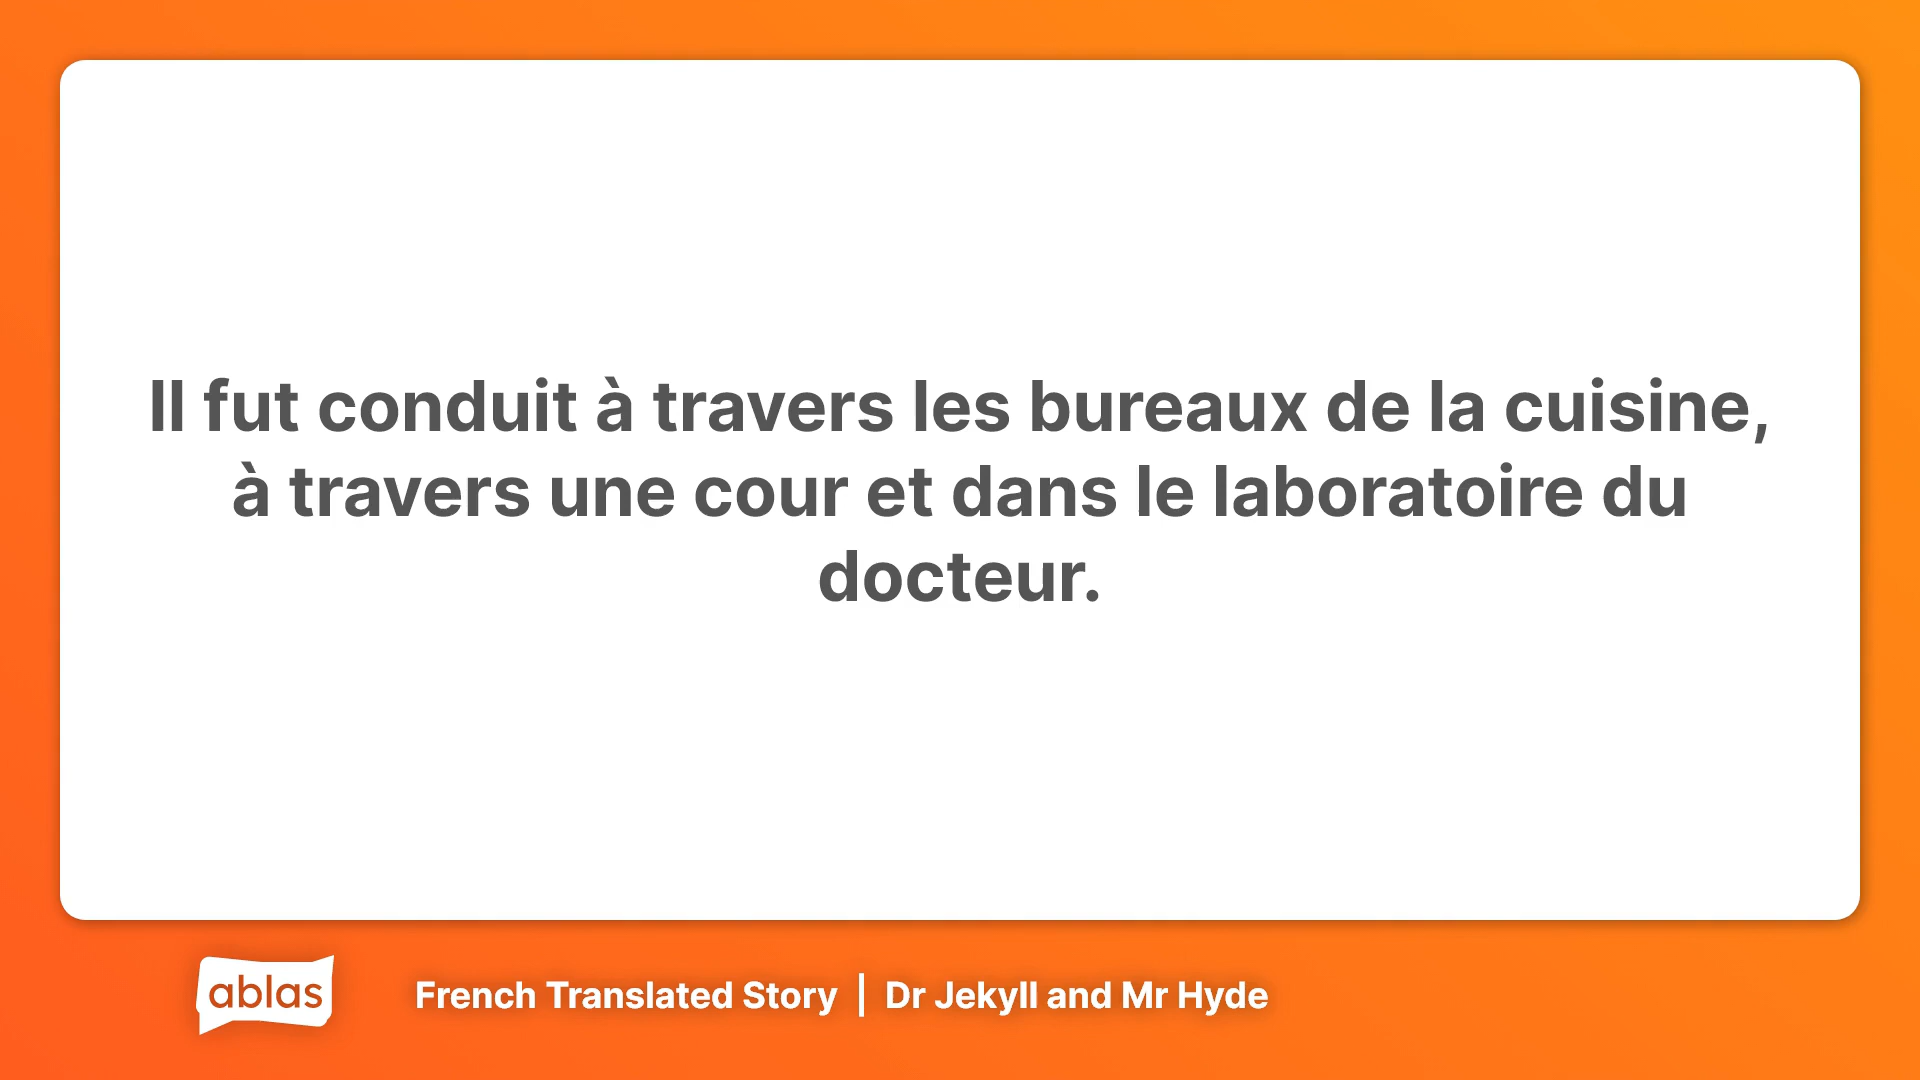 Il fut conduit à travers les bureaux de la cuisine,
à travers une cour et dans le laboratoire du
docteur.
ablas
French Translated Story | Dr Jekyll and Mr Hyde